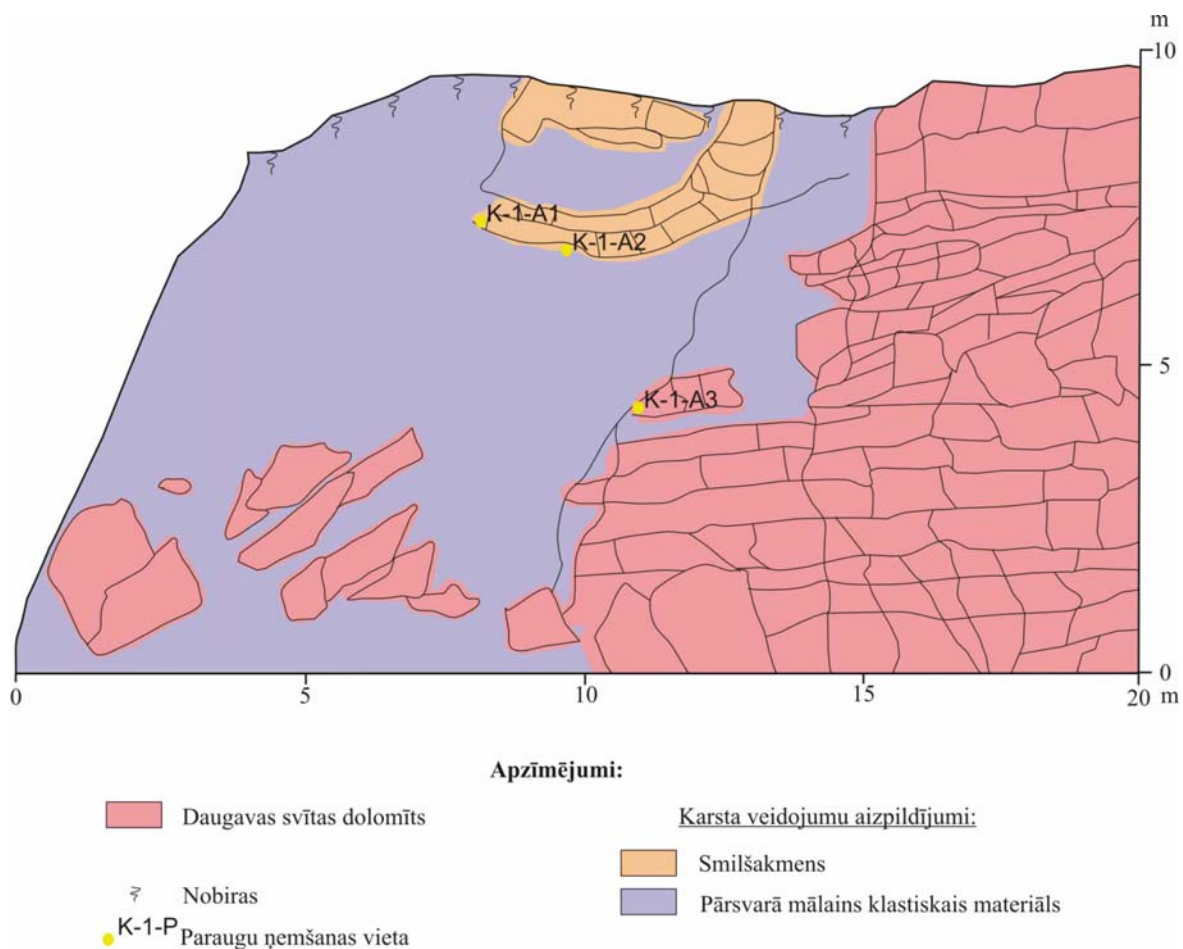 m
10
K-1-A1
K-1-A2
5
K-1-A3
0
0 5 10 15 20 m
Apzīmējumi:
Daugavas svītas dolomīts
Nobiras
K-1-P Paraugu ņemšanas vieta
Karsta veidojumu aizpildījumi:
Smilšakmens
Pārsvarā mālains klastiskais materiāls